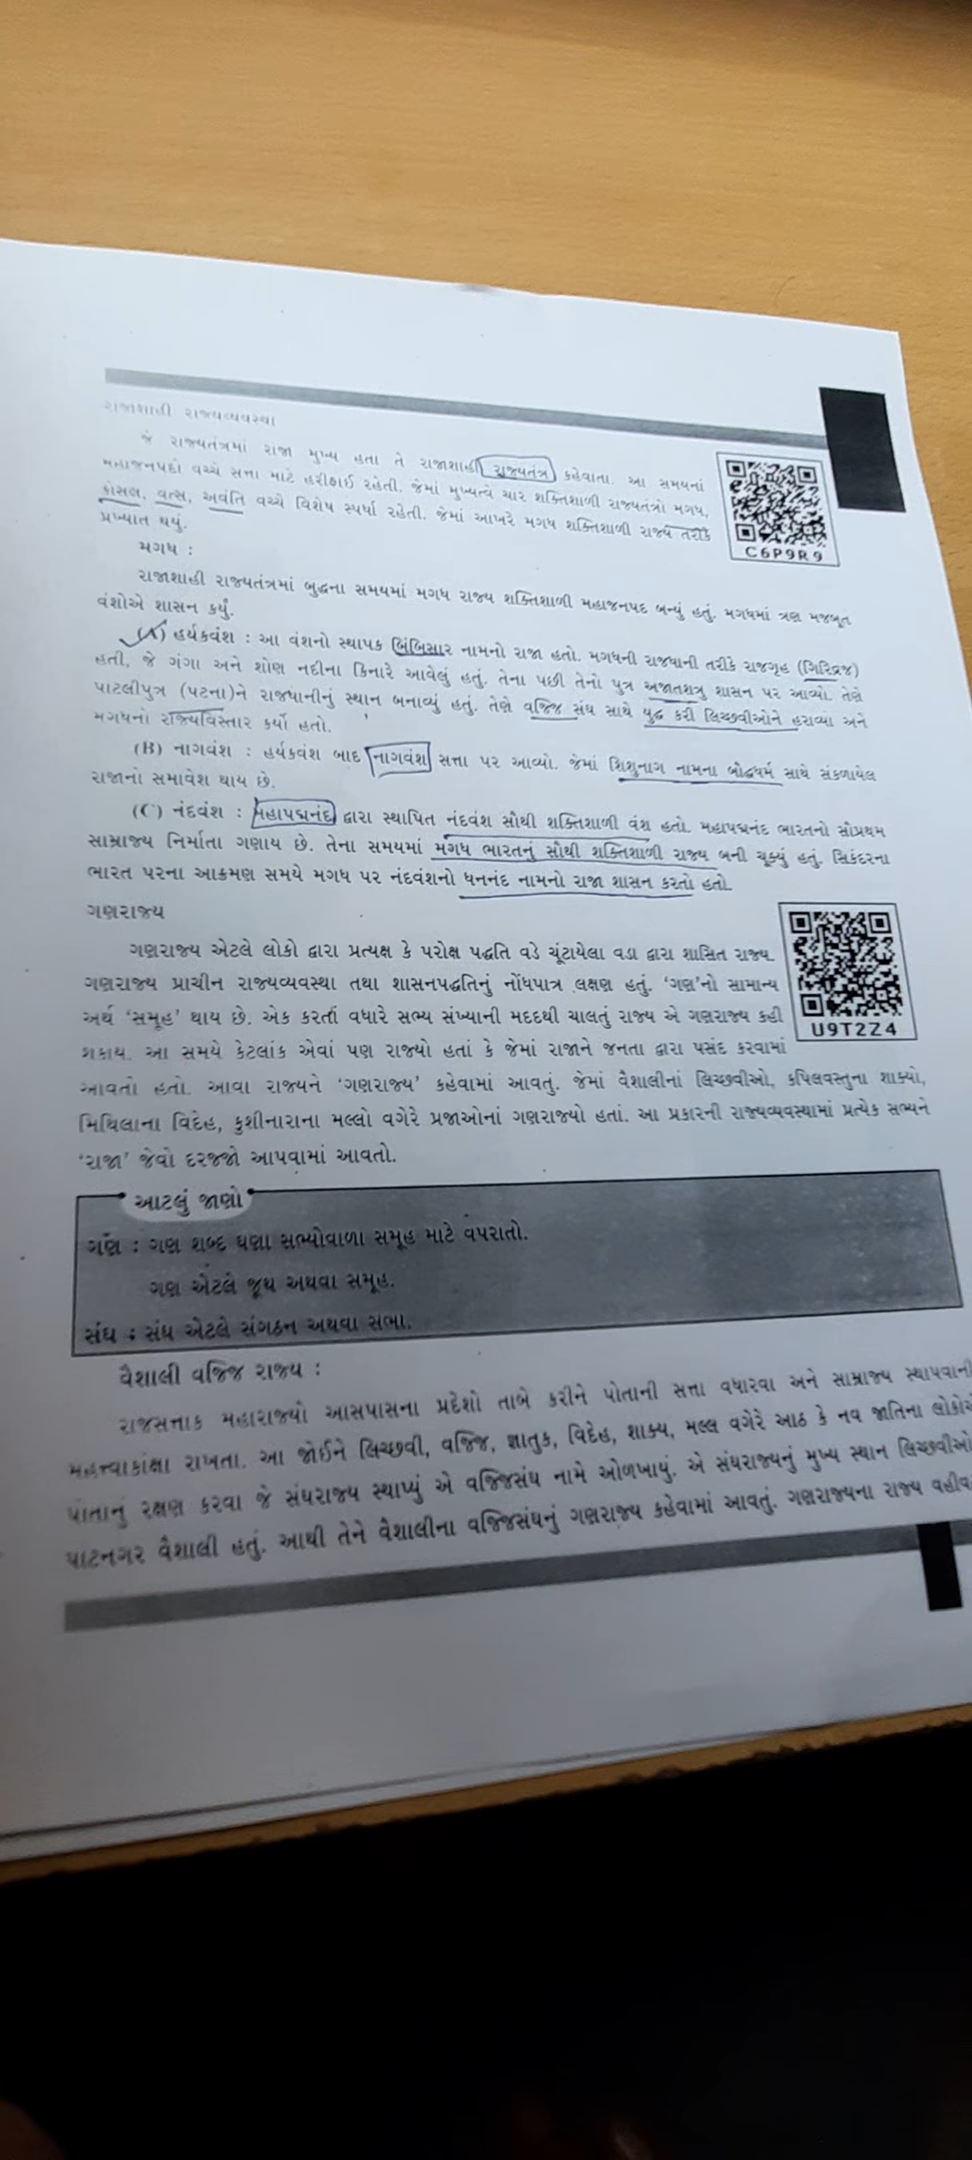 રાજાશાહી રાજ્યવ્યવસ્થા
જે રાજ્યતંત્રમાં રાજા મુખ્ય હતા તે રાજાશાહી રાજ્યતંત્ર કહેવાતા. આ સમયનાં
મહાજનપદો વચ્ચે સત્તા માટે હરીફાઈ રહેતી. જેમાં મુખ્યત્વે ચાર શક્તિશાળી રાજ્યતંત્રો મગધ,
કોસલ, વત્સ, અવંતિ વચ્ચે વિશેષ સ્પર્ધા રહેતી. જેમાં આખરે મગધ શક્તિશાળી રાજ્ય તરીકે
પ્રખ્યાત થયું.
C6P9R9
મગધ :
રાજાશાહી રાજ્યતંત્રમાં બુદ્ધના સમયમાં મગધ રાજ્ય શક્તિશાળી મહાજનપદ બન્યું હતું. મગધમાં ત્રણ મજબૂત
વંશોએ શાસન કર્યું.
(A) હર્યકવંશ : આ વંશનો સ્થાપક બિંબિસાર નામનો રાજા હતો. મગધની રાજધાની તરીકે રાજગૃહ (ગિરિવ્રજ)
હતી, જે ગંગા અને શોણ નદીના કિનારે આવેલું હતું. તેના પછી તેનો પુત્ર અજાતશત્રુ શાસન પર આવ્યો. તેણે
પાટલીપુત્ર (પટના)ને રાજધાનીનું સ્થાન બનાવ્યું હતું. તેણે વજ્જિ સંઘ સાથે યુદ્ધ કરી લિચ્છવીઓને હરાવ્યા અને
મગધનો રાજ્યવિસ્તાર કર્યો હતો.
(B) નાગવંશ : હર્યકવંશ બાદ નાગવંશ સત્તા પર આવ્યો. જેમાં શિશુનાગ નામના બૌદ્ધધર્મ સાથે સંકળાયેલ
રાજાનો સમાવેશ થાય છે.
(C) નંદવંશ : મહાપદ્મનંદ દ્વારા સ્થાપિત નંદવંશ સૌથી શક્તિશાળી વંશ હતો. મહાપદ્મનંદ ભારતનો સૌપ્રથમ
સામ્રાજ્ય નિર્માતા ગણાય છે. તેના સમયમાં મગધ ભારતનું સૌથી શક્તિશાળી રાજ્ય બની ચૂક્યું હતું. સિકંદરના
ભારત પરના આક્રમણ સમયે મગધ પર નંદવંશનો ધનનંદ નામનો રાજા શાસન કરતો હતો.
ગણરાજ્ય
ગણરાજ્ય એટલે લોકો દ્વારા પ્રત્યક્ષ કે પરોક્ષ પદ્ધતિ વડે ચૂંટાયેલા વડા દ્વારા શાસિત રાજ્ય.
ગણરાજ્ય પ્રાચીન રાજ્યવ્યવસ્થા તથા શાસનપદ્ધતિનું નોંધપાત્ર લક્ષણ હતું. ‘ગણ’નો સામાન્ય
અર્થ ‘સમૂહ’ થાય છે. એક કરતાં વધારે સભ્ય સંખ્યાની મદદથી ચાલતું રાજ્ય એ ગણરાજ્ય કહી
શકાય. આ સમયે કેટલાંક એવાં પણ રાજ્યો હતાં કે જેમાં રાજાને જનતા દ્વારા પસંદ કરવામાં
U9T2Z4
આવતો હતો. આવા રાજ્યને ‘ગણરાજ્ય’ કહેવામાં આવતું. જેમાં વૈશાલીનાં લિચ્છવીઓ, કપિલવસ્તુના શાક્યો,
મિથિલાના વિદેહ, કુશીનારાના મલ્લો વગેરે પ્રજાઓનાં ગણરાજ્યો હતાં. આ પ્રકારની રાજ્યવ્યવસ્થામાં પ્રત્યેક સભ્યને
‘રાજા’ જેવો દરજ્જો આપવામાં આવતો.
આટલું જાણો
ગણ : ગણ શબ્દ ઘણા સભ્યોવાળા સમૂહ માટે વપરાતો.
ગણ એટલે જૂથ અથવા સમૂહ.
સંઘ : સંઘ એટલે સંગઠન અથવા સભા.
વૈશાલી વજ્જિ રાજ્ય :
રાજસત્તાક મહારાજ્યો આસપાસના પ્રદેશો તાબે કરીને પોતાની સત્તા વધારવા અને સામ્રાજ્ય સ્થાપવાની
મહત્ત્વાકાંક્ષા રાખતા. આ જોઈને લિચ્છવી, વજ્જિ, જ્ઞાતૃક, વિદેહ, શાક્ય, મલ્લ વગેરે આઠ કે નવ જાતિના લોકોએ
પોતાનું રક્ષણ કરવા જે સંઘરાજ્ય સ્થાપ્યું એ વજ્જિસંઘ નામે ઓળખાયું. એ સંઘરાજ્યનું મુખ્ય સ્થાન લિચ્છવીઓ
પાટનગર વૈશાલી હતું. આથી તેને વૈશાલીના વજ્જિસંઘનું ગણરાજ્ય કહેવામાં આવતું. ગણરાજ્યના રાજ્ય વહીવ